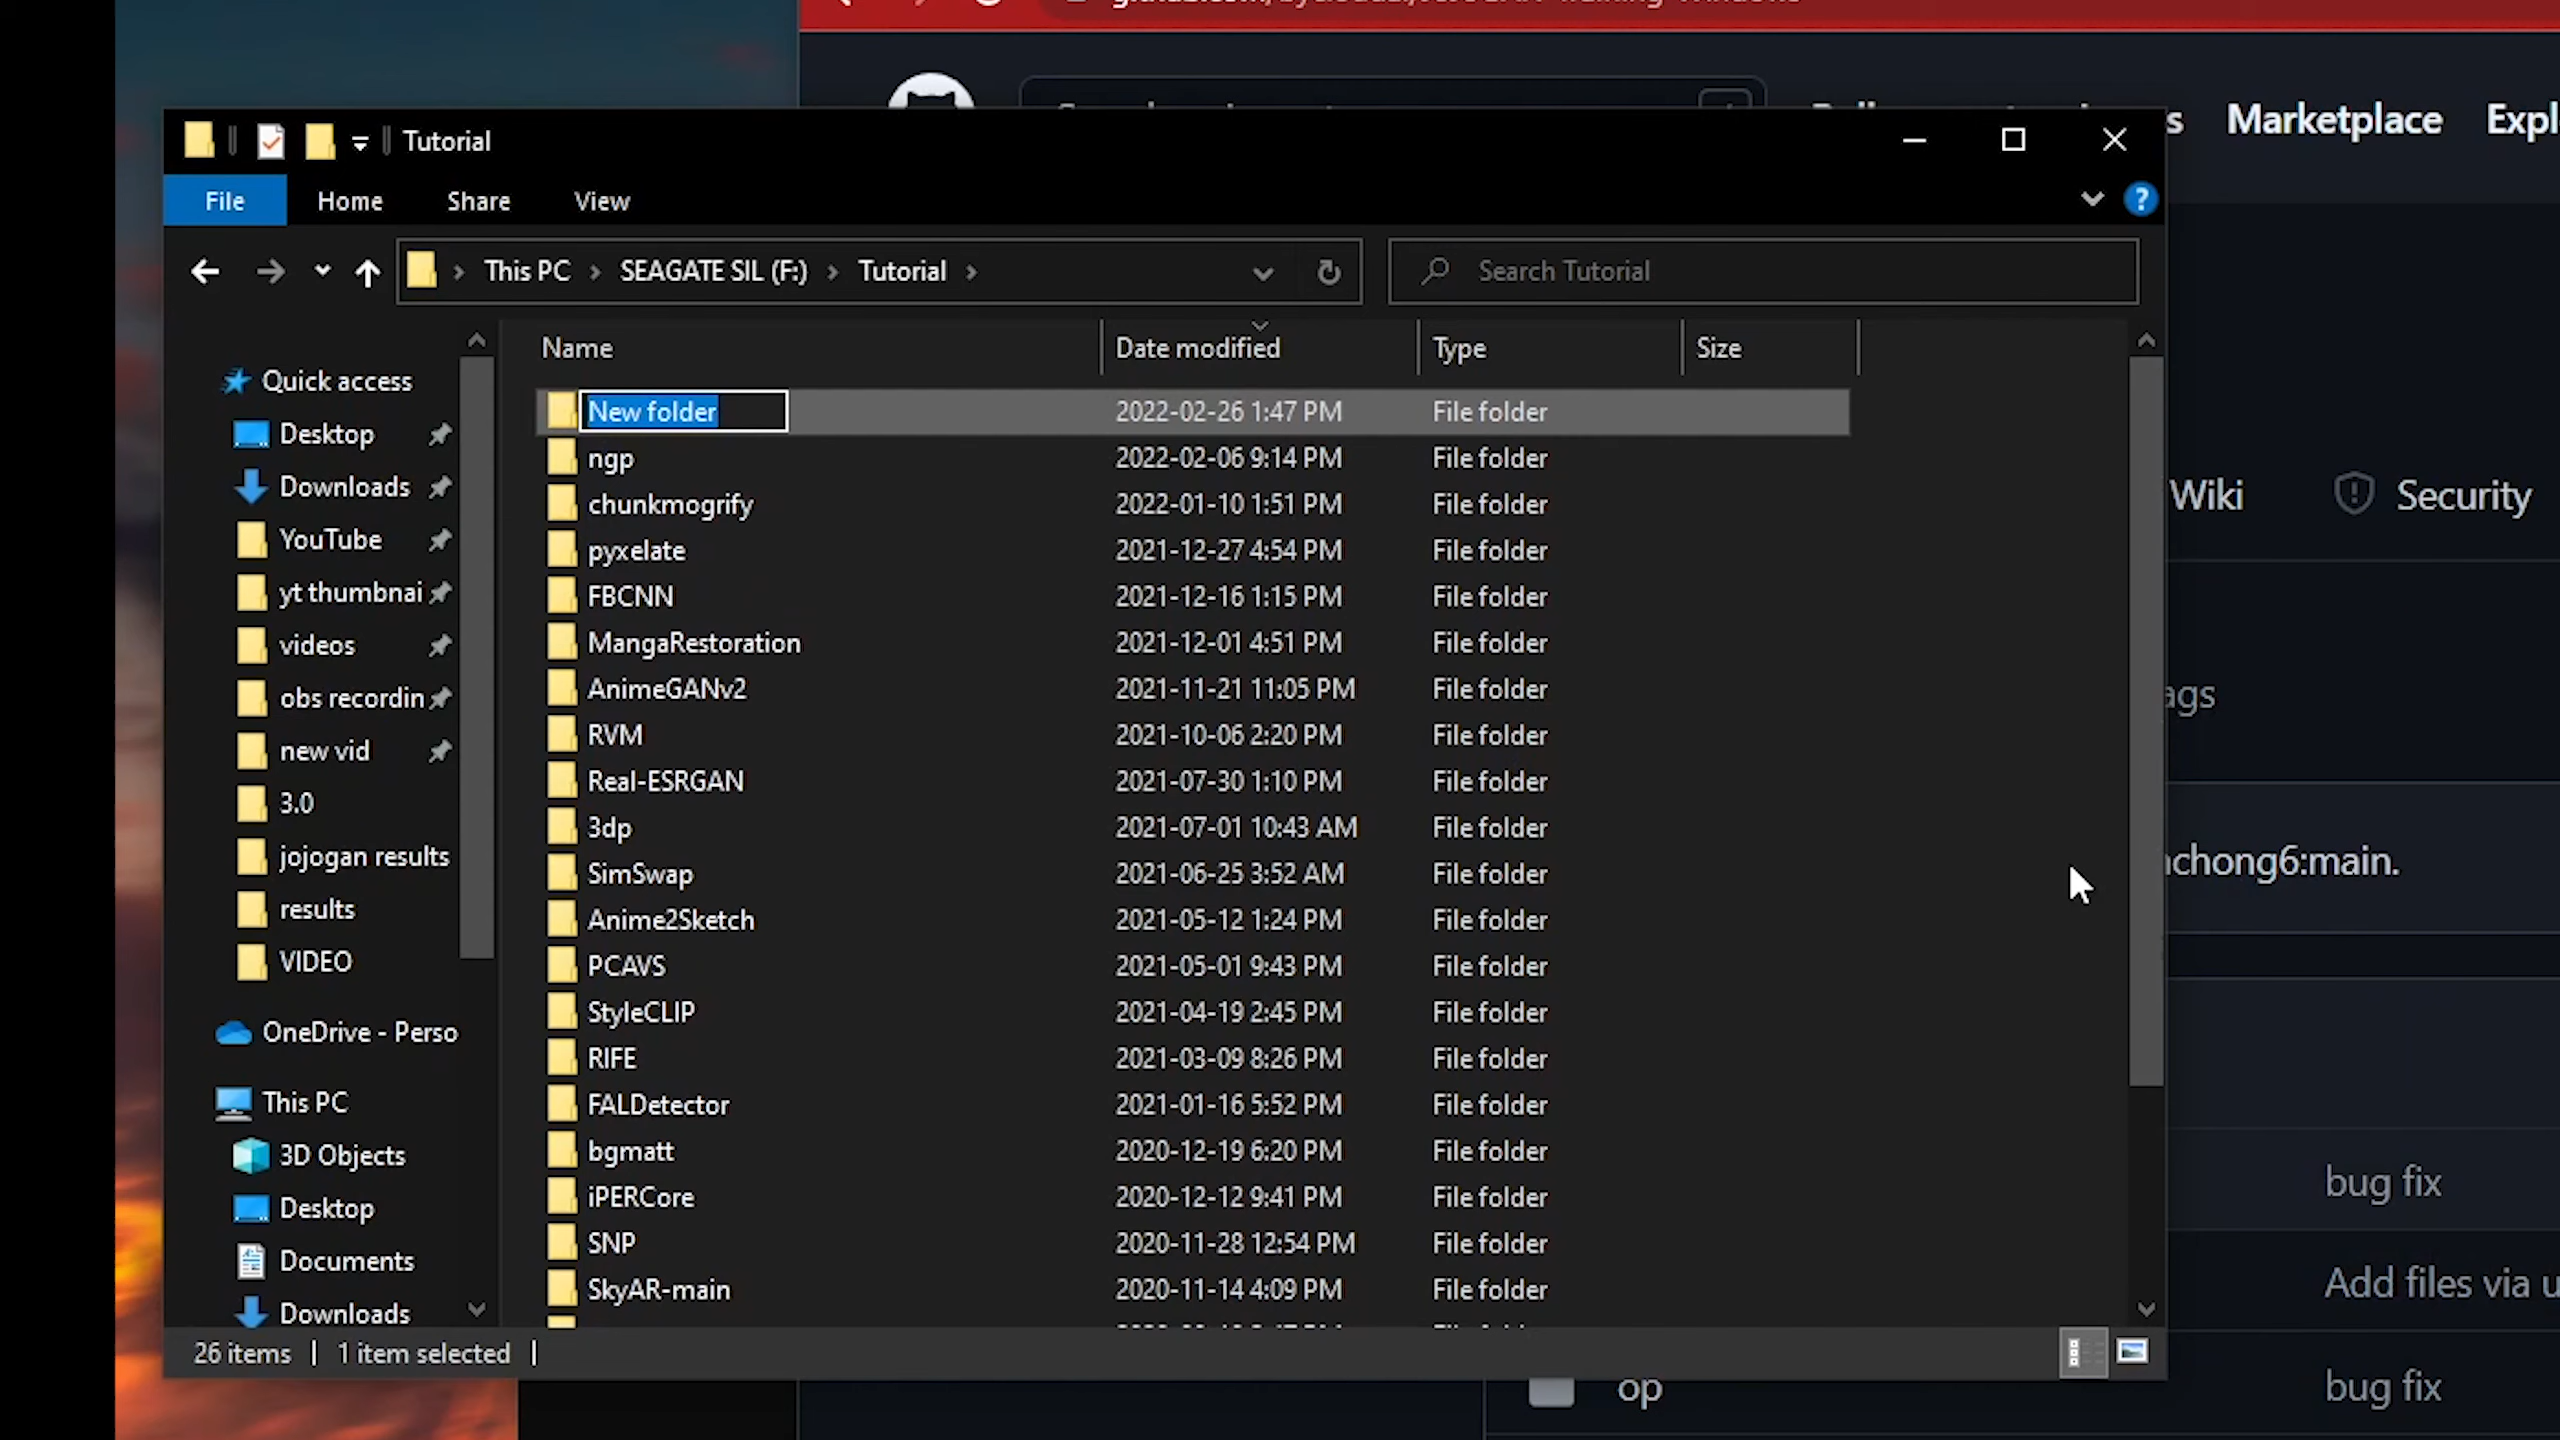 Tutorial
Marketplace
File Home Share View
This PC SEAGATE SIL (F:) Tutorial
Search Tutorial
Name Date modified Type Size
New folder 2022-02-26 1:47 PM File folder
ngp 2022-02-06 9:14 PM File folder
chunkmogrify 2022-01-10 1:51 PM File folder
pyxelate 2021-12-27 4:54 PM File folder
FBCNN 2021-12-16 1:15 PM File folder
MangaRestoration 2021-12-01 4:51 PM File folder
AnimeGANv2 2021-11-21 11:05 PM File folder
RVM 2021-10-06 2:20 PM File folder
Real-ESRGAN 2021-07-30 1:10 PM File folder
3dp 2021-07-01 10:43 AM File folder
SimSwap 2021-06-25 3:52 AM File folder
Anime2Sketch 2021-05-12 1:24 PM File folder
PCAVS 2021-05-01 9:43 PM File folder
StyleCLIP 2021-04-19 2:45 PM File folder
RIFE 2021-03-09 8:26 PM File folder
FALDetector 2021-01-16 5:52 PM File folder
bgmatt 2020-12-19 6:20 PM File folder
iPERCore 2020-12-12 9:41 PM File folder
SNP 2020-11-28 12:54 PM File folder
SkyAR-main 2020-11-14 4:09 PM File folder
Quick access
Desktop
Downloads
YouTube
yt thumbnai
videos
obs recordin
new vid
3.0
jojogan results
results
VIDEO
OneDrive - Perso
This PC
3D Objects
Desktop
Documents
Downloads
26 items 1 item selected
Wiki Security
nchong6:main.
bug fix
Add files via
op bug fix